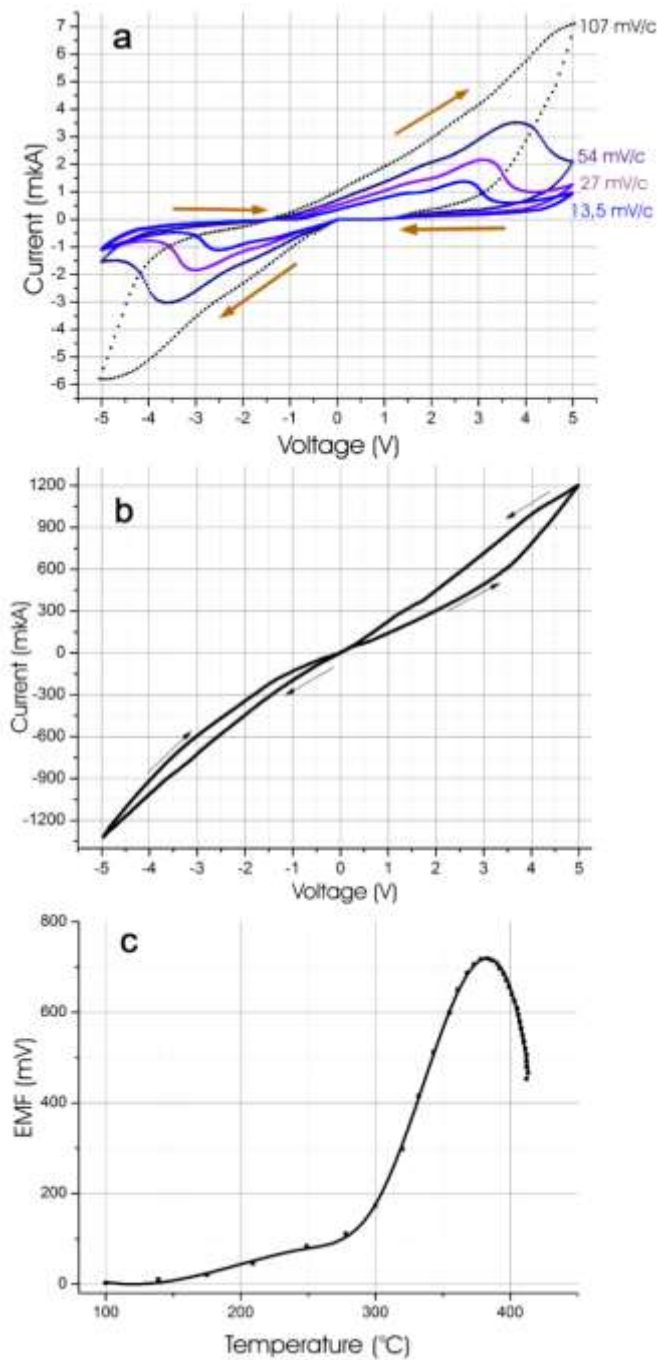 a
7
6
5
4
3
2
1
0
-1
-2
-3
-4
-5
-6
107 mV/c
54 mV/c
27 mV/c
13,5 mV/c
Current (mkA)
-5 -4 -3 -2 -1 0 1 2 3 4 5
Voltage (V)
b
1200
900
600
300
0
-300
-600
-900
-1200
Current (mkA)
-5 -4 -3 -2 -1 0 1 2 3 4 5
Voltage (V)
c
800
600
400
200
0
EMF (mV)
100 200 300 400
Temperature (°C)